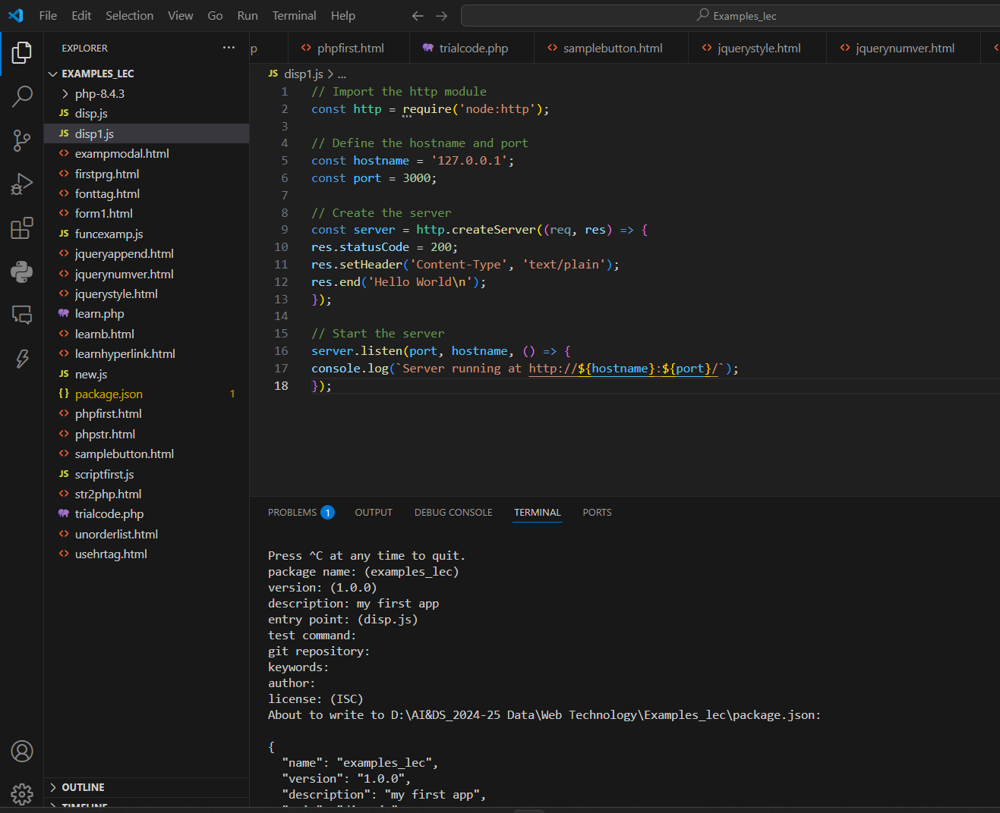 File Edit Selection View Go Run Terminal Help
Examples_lec
EXPLORER
p
phpfirst.html
trialcode.php
samplebutton.html
jquerystyle.html
jquerynumver.html
EXAMPLES_LEC
php-8.4.3
JS disp.js
JS disp1.js
exampmodal.html
firstprg.html
fonttag.html
form1.html
JS funcexamp.js
jqueryappend.html
jquerynumver.html
jquerystyle.html
learn.php
learnb.html
learnhyperlink.html
JS new.js
{} package.json 1
phpfirst.html
phpstr.html
samplebutton.html
JS scriptfirst.js
str2php.html
trialcode.php
unorderlist.html
usehrtag.html
OUTLINE
TIMELINE
JS disp1.js > ...
1 // Import the http module
2 const http = require('node:http');
3
4 // Define the hostname and port
5 const hostname = '127.0.0.1';
6 const port = 3000;
7
8 // Create the server
9 const server = http.createServer((req, res) => {
10 res.statusCode = 200;
11 res.setHeader('Content-Type', 'text/plain');
12 res.end('Hello World\n');
13 });
14
15 // Start the server
16 server.listen(port, hostname, () => {
17 console.log(`Server running at http://${hostname}:${port}/`);
18 });
PROBLEMS 1 OUTPUT DEBUG CONSOLE TERMINAL PORTS
Press ^C at any time to quit.
package name: (examples_lec)
version: (1.0.0)
description: my first app
entry point: (disp.js)
test command:
git repository:
keywords:
author:
license: (ISC)
About to write to D:\AI&DS_2024-25 Data\Web Technology\Examples_lec\package.json:
{
"name": "examples_lec",
"version": "1.0.0",
"description": "my first app",